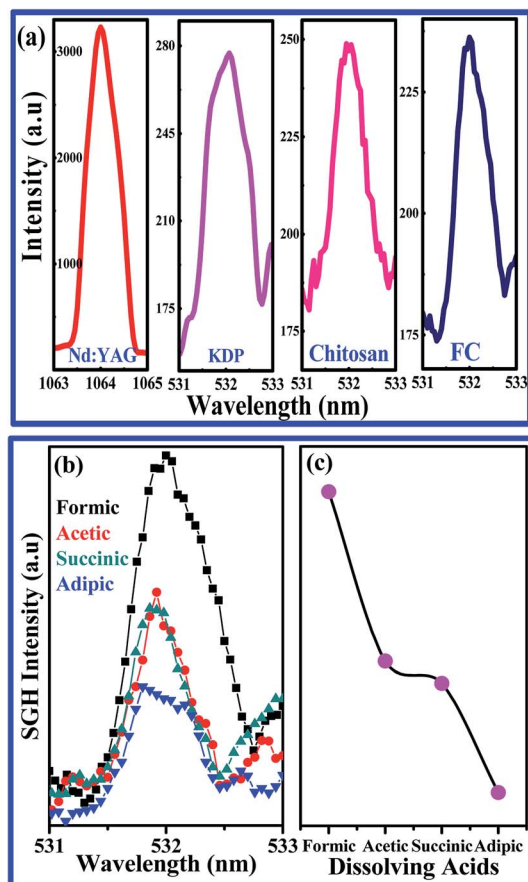 (a)
Intensity (a.u)
3000
2000
1000
Nd:YAG
1063 1064 1065
280
245
210
175
KDP
531 532 533
250
225
200
175
Chitosan
531 532 533
225
200
175
FC
531 532 533
Wavelength (nm)
(b)
SGH Intensity (a.u)
Formic
Acetic
Succinic
Adipic
531 532 533
Wavelength (nm)
(c)
Formic Acetic Succinic Adipic
Dissolving Acids